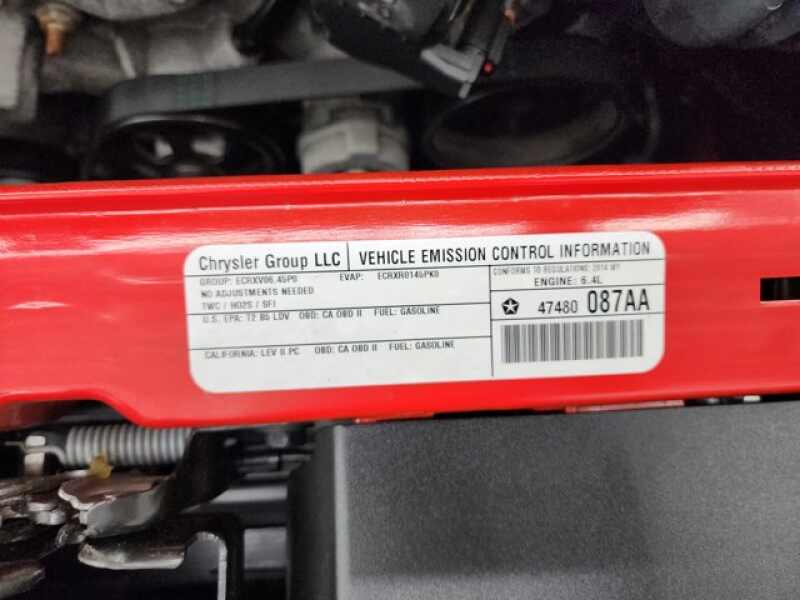 Chrysler Group LLC VEHICLE EMISSION CONTROL INFORMATION
GROUP: ECRXV06.45P0 EVAP: ECRXR0145PK0
CONFORMS TO REGULATIONS: 2014 MY
NO ADJUSTMENTS NEEDED
ENGINE: 6.4L
TWC / HO2S / SFI
47480 087AA
U.S. EPA: T2 B5 LDV OBD: CA OBD II FUEL: GASOLINE
CALIFORNIA: LEV II PC OBD: CA OBD II FUEL: GASOLINE